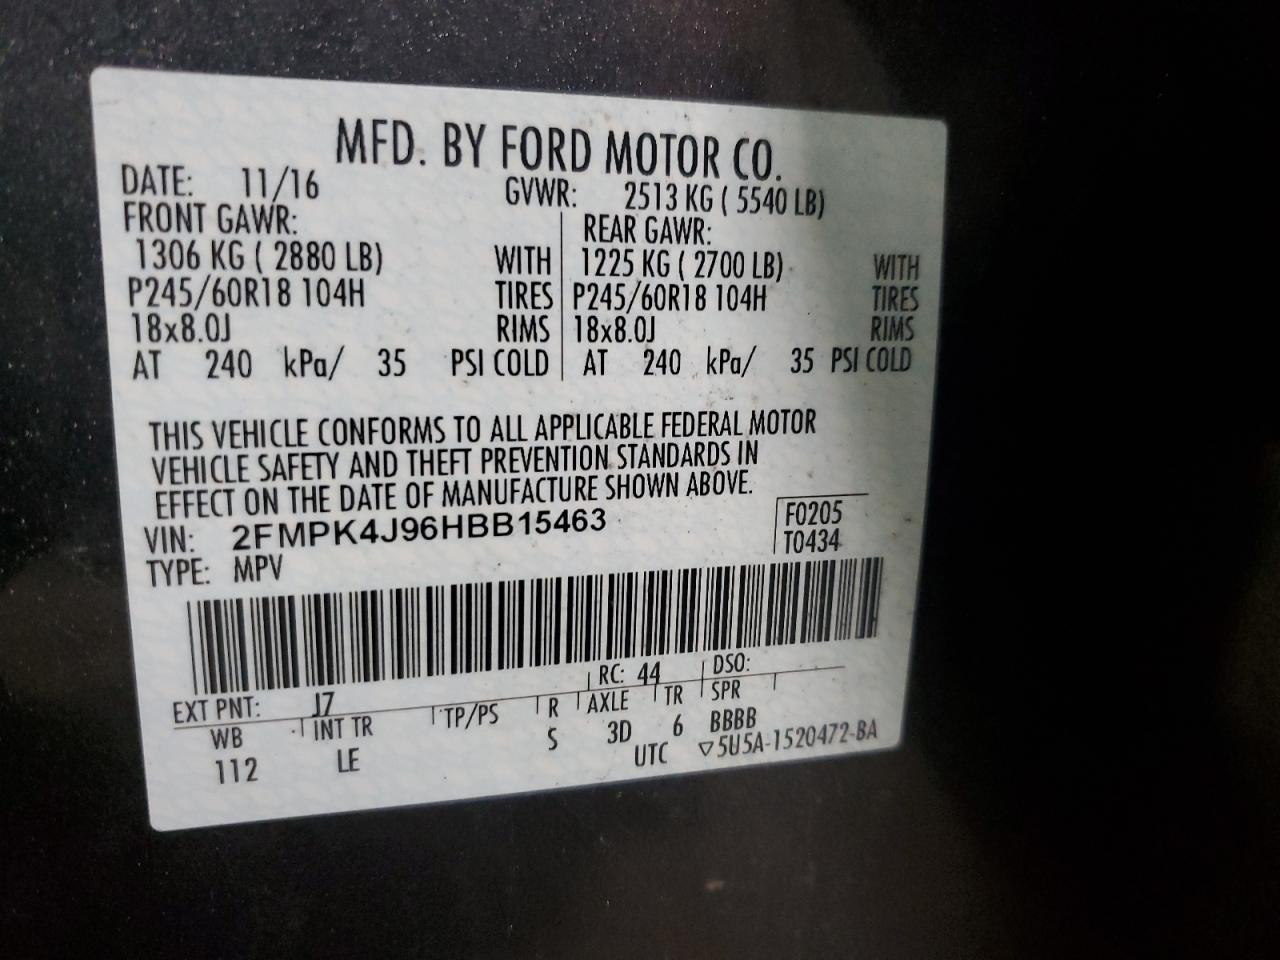 MFD. BY FORD MOTOR CO.
DATE: 11/16 GVWR: 2513 KG ( 5540 LB)
FRONT GAWR: REAR GAWR:
1306 KG ( 2880 LB) WITH 1225 KG ( 2700 LB) WITH
P245/60R18 104H TIRES P245/60R18 104H TIRES
18x8.0J RIMS 18x8.0J RIMS
AT 240 kPa/ 35 PSI COLD AT 240 kPa/ 35 PSI COLD
THIS VEHICLE CONFORMS TO ALL APPLICABLE FEDERAL MOTOR
VEHICLE SAFETY AND THEFT PREVENTION STANDARDS IN
EFFECT ON THE DATE OF MANUFACTURE SHOWN ABOVE.
VIN: 2FMPK4J96HBB15463 F0205
TYPE: MPV T0434
EXT PNT: J7 RC: 44 DSO:
WB INT TR TP/PS R AXLE TR SPR
112 LE S 3D 6 BBBB
UTC ▽5U5A-1520472-BA